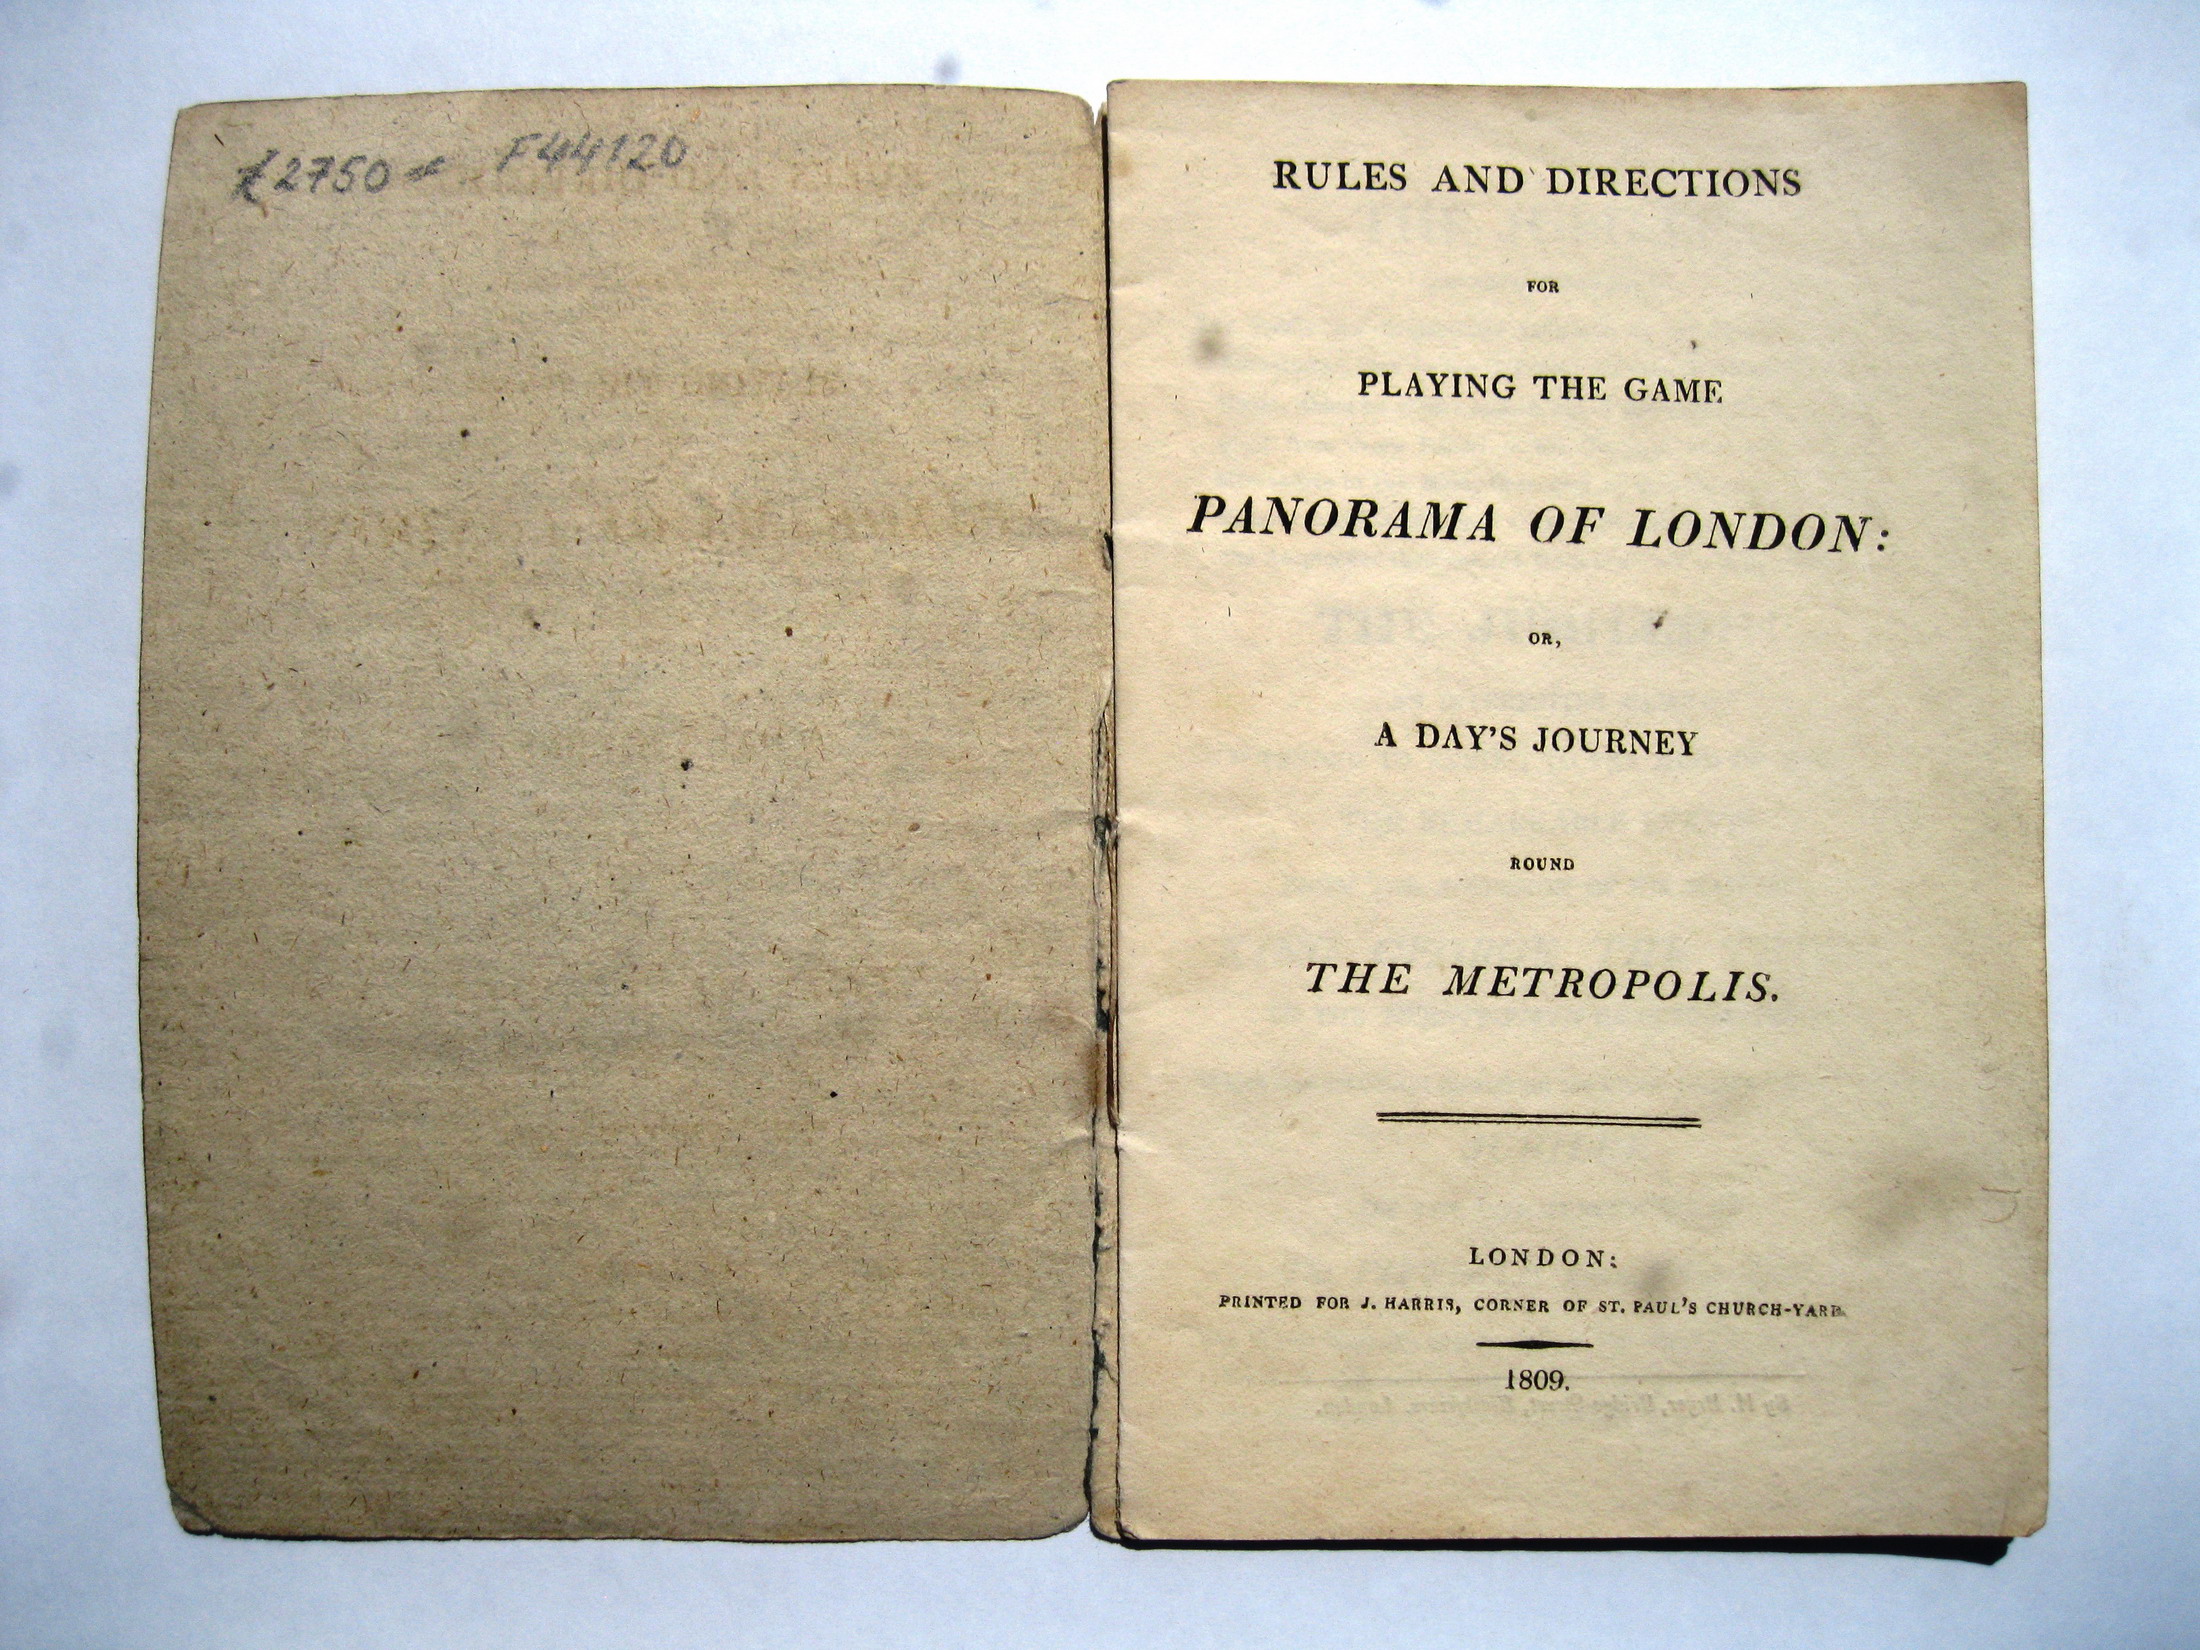 £2750= F44120
RULES AND DIRECTIONS
FOR
PLAYING THE GAME
PANORAMA OF LONDON:
OR,
A DAY'S JOURNEY
ROUND
THE METROPOLIS.
LONDON:
PRINTED FOR J. HARRIS, CORNER OF ST. PAUL'S CHURCH-YARD
1809.